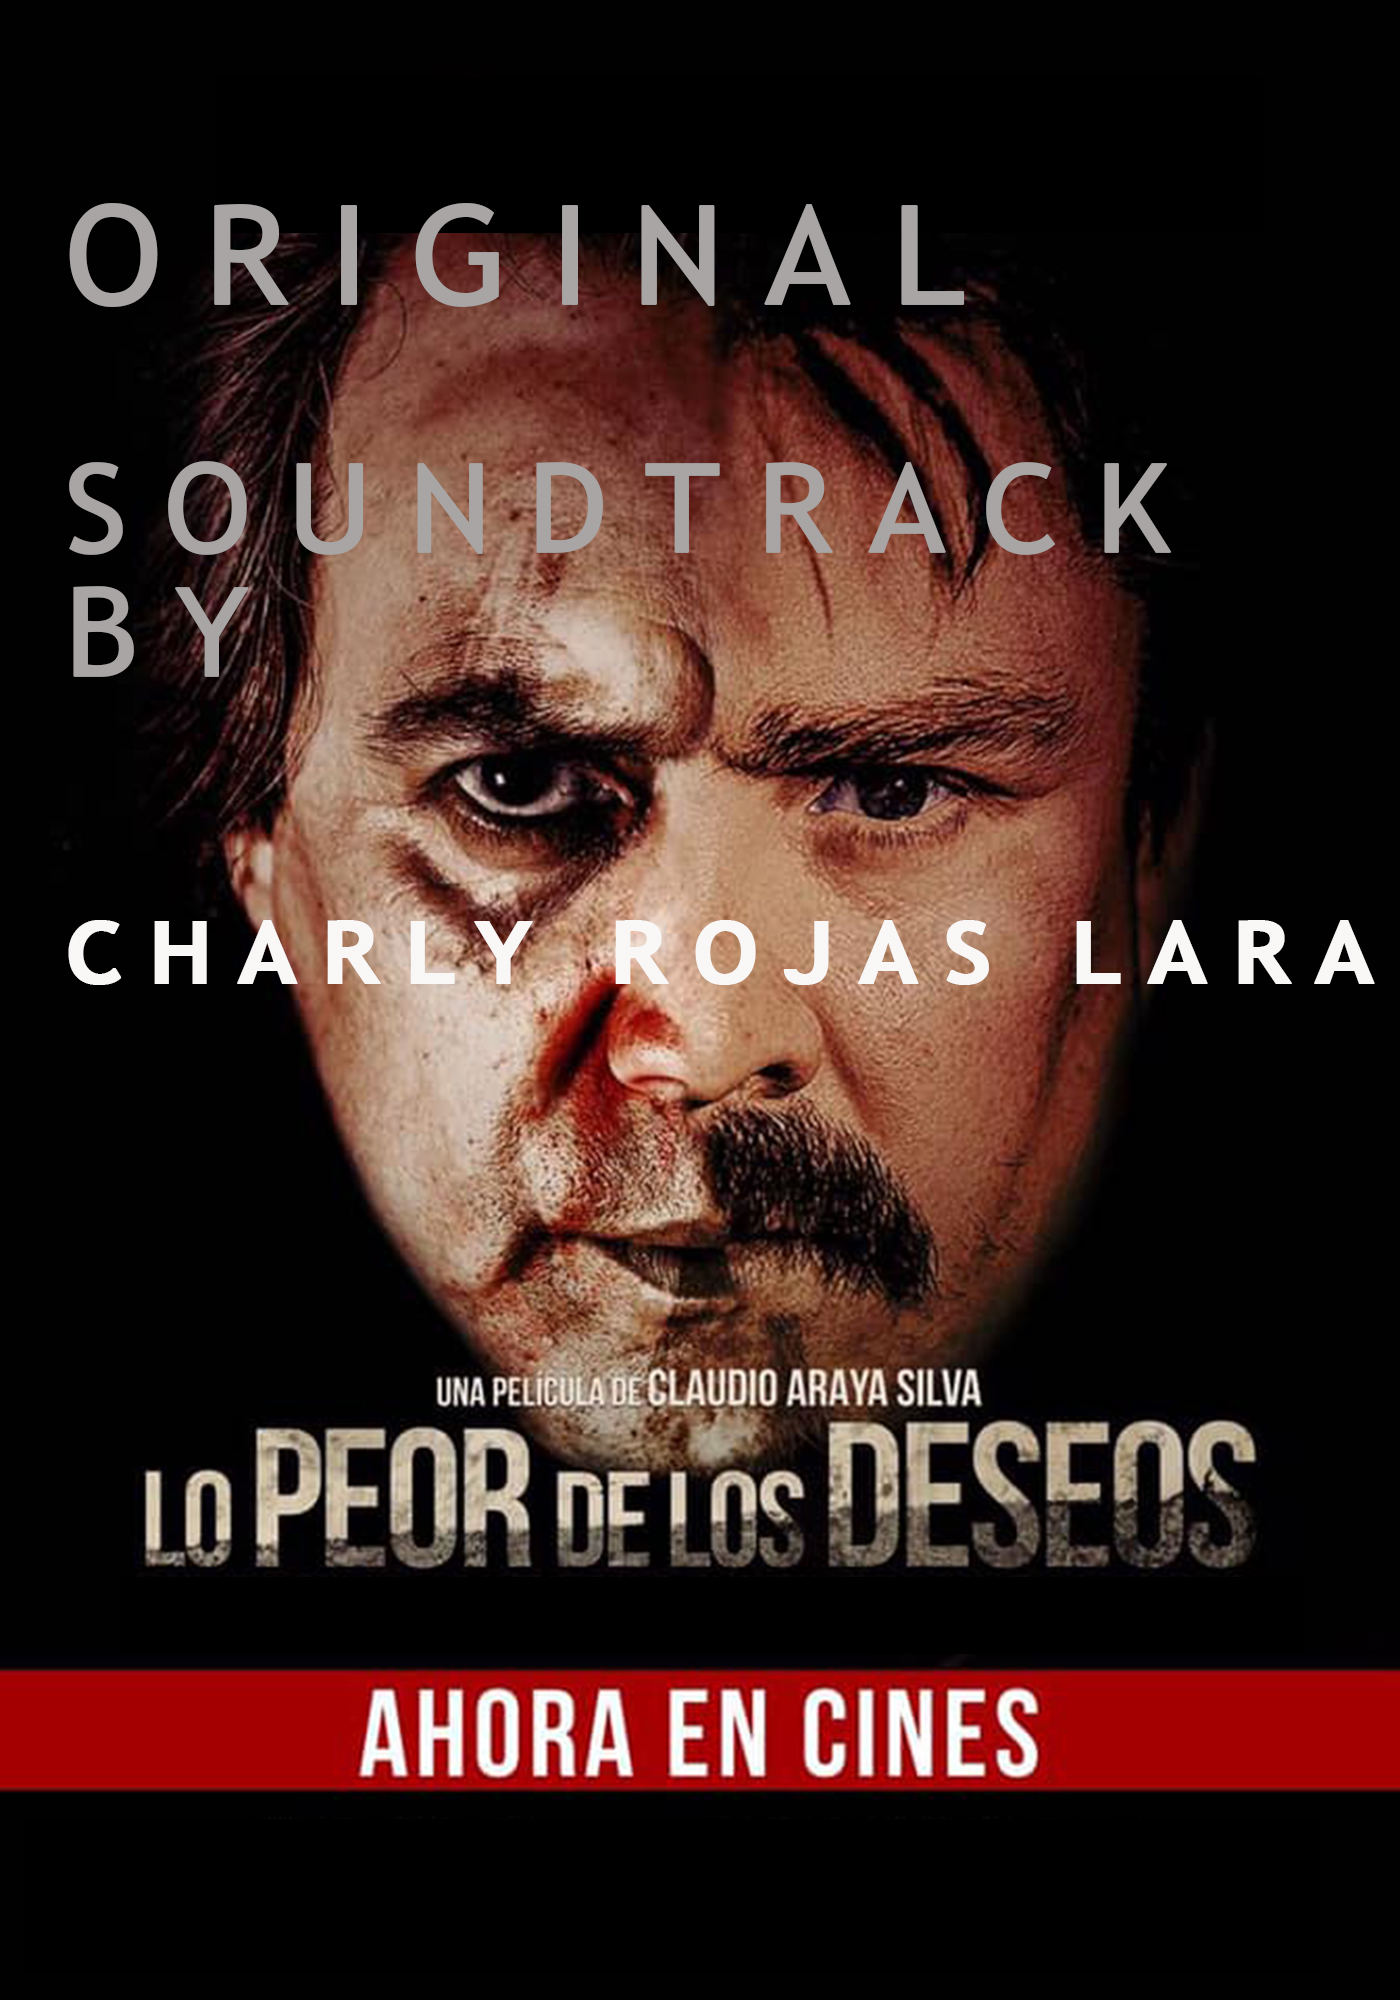 ORIGINAL
SOUNDTRACK
BY
CHARLY ROJAS LARA
UNA PELÍCULA DE CLAUDIO ARAYA SILVA
LO PEOR DE LOS DESEOS
AHORA EN CINES